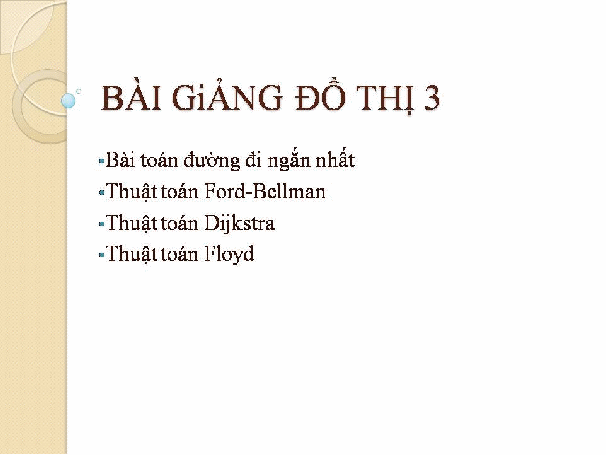 BÀI GiẢNG ĐỒ THỊ 3
Bài toán đường đi ngắn nhất
Thuật toán Ford-Bellman
Thuật toán Dijkstra
Thuật toán Floyd